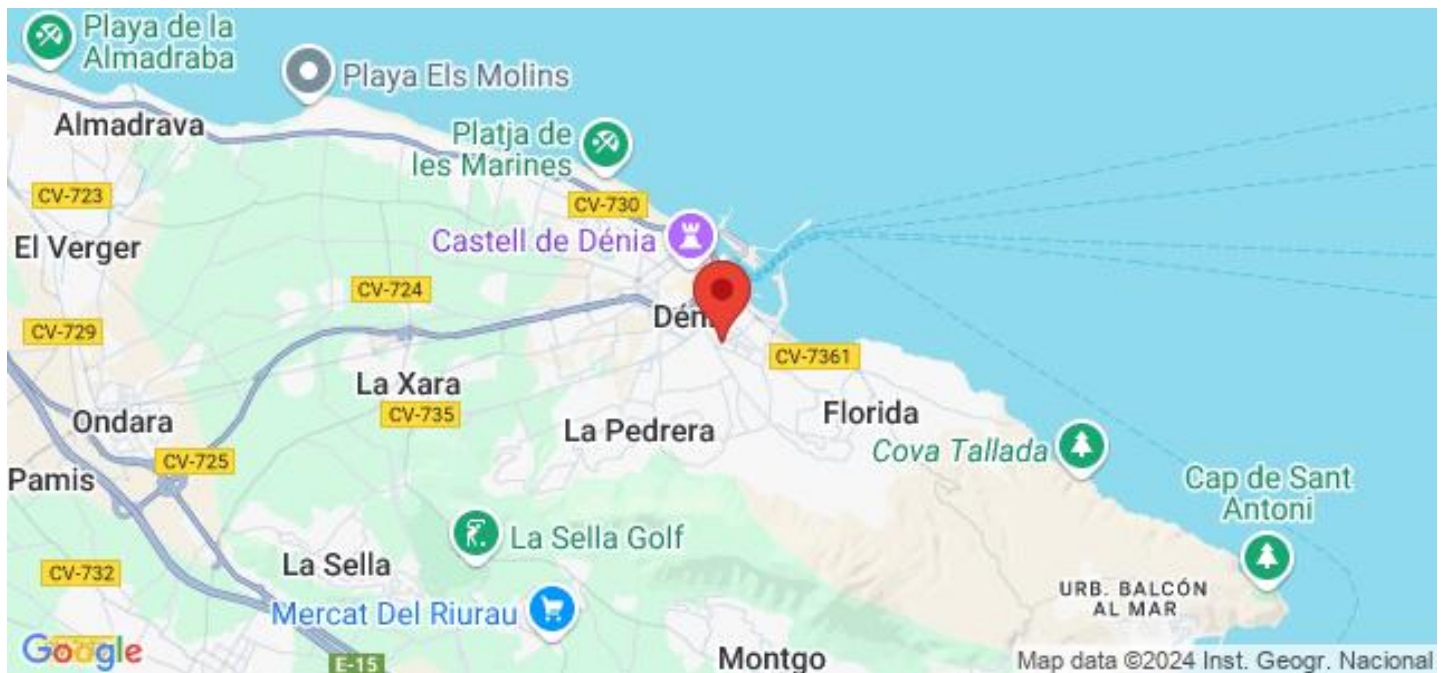 Playa de la
Almadraba
Playa Els Molins
Almadrava
Platja de
les Marines
CV-723
CV-730
El Verger
Castell de Dénia
CV-724
CV-729
CV-7361
La Xara
CV-735
Ondara
La Pedrera
Florida
Cova Tallada
CV-725
Pamis
Cap de Sant
Antoni
La Sella Golf
La Sella
CV-732
URB. BALCÓN
AL MAR
Mercat Del Riurau
Google
E-15
Montgo
Map data ©2024 Inst. Geogr. Nacional